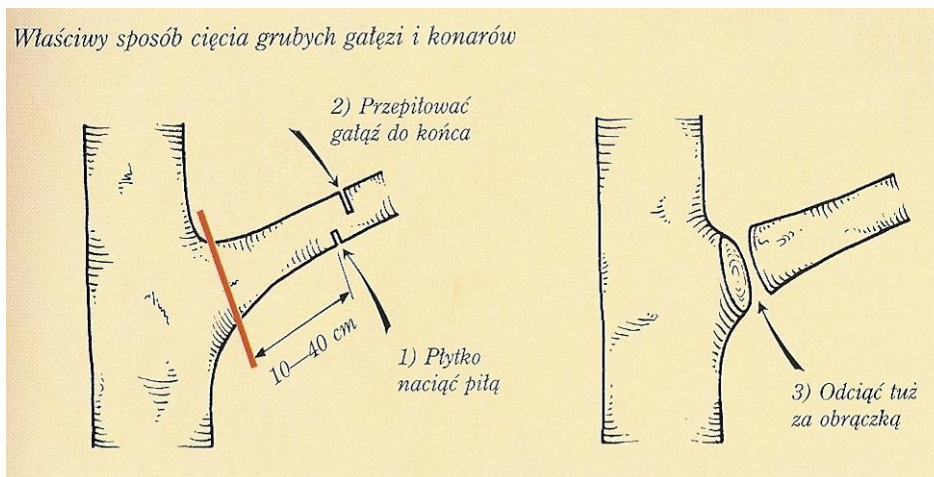 Właściwy sposób cięcia grubych gałęzi i konarów
2) Przepiłować
gałąź do końca
10—40 cm
1) Płytko
naciąć piłą
3) Odciąć tuż
za obrączką